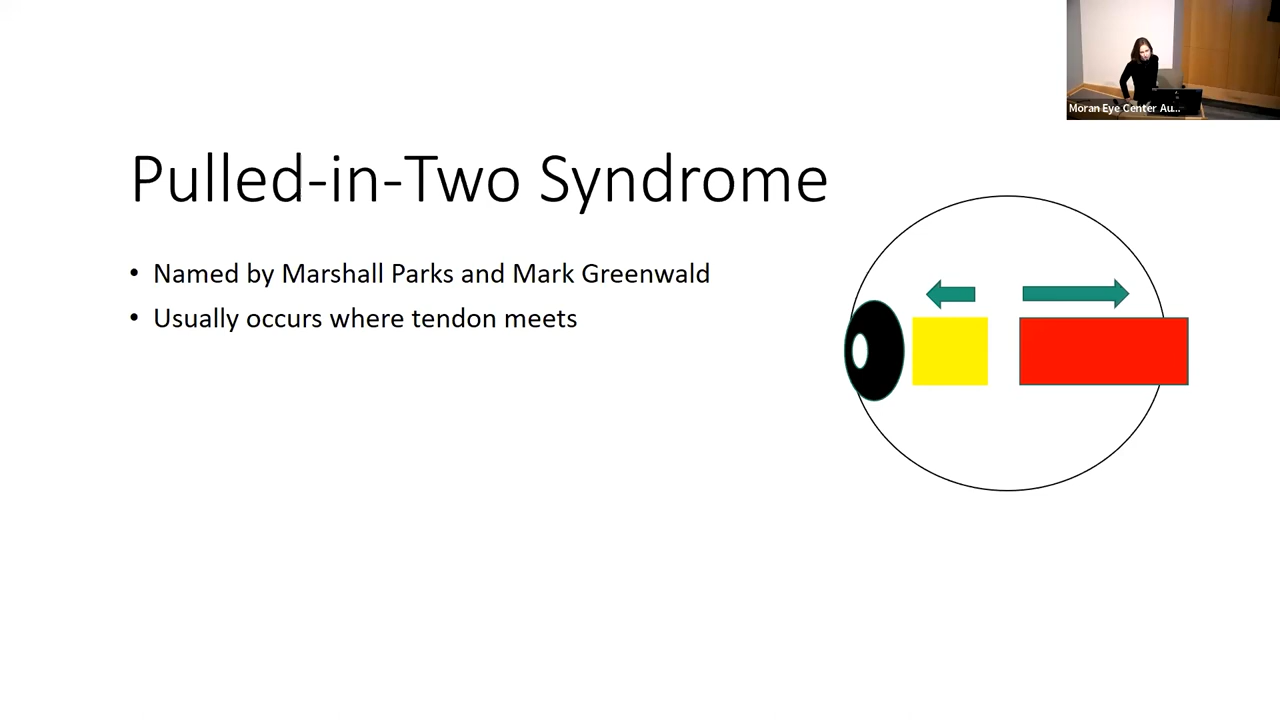 Moran Eye Center Au...
Pulled-in-Two Syndrome
• Named by Marshall Parks and Mark Greenwald
• Usually occurs where tendon meets